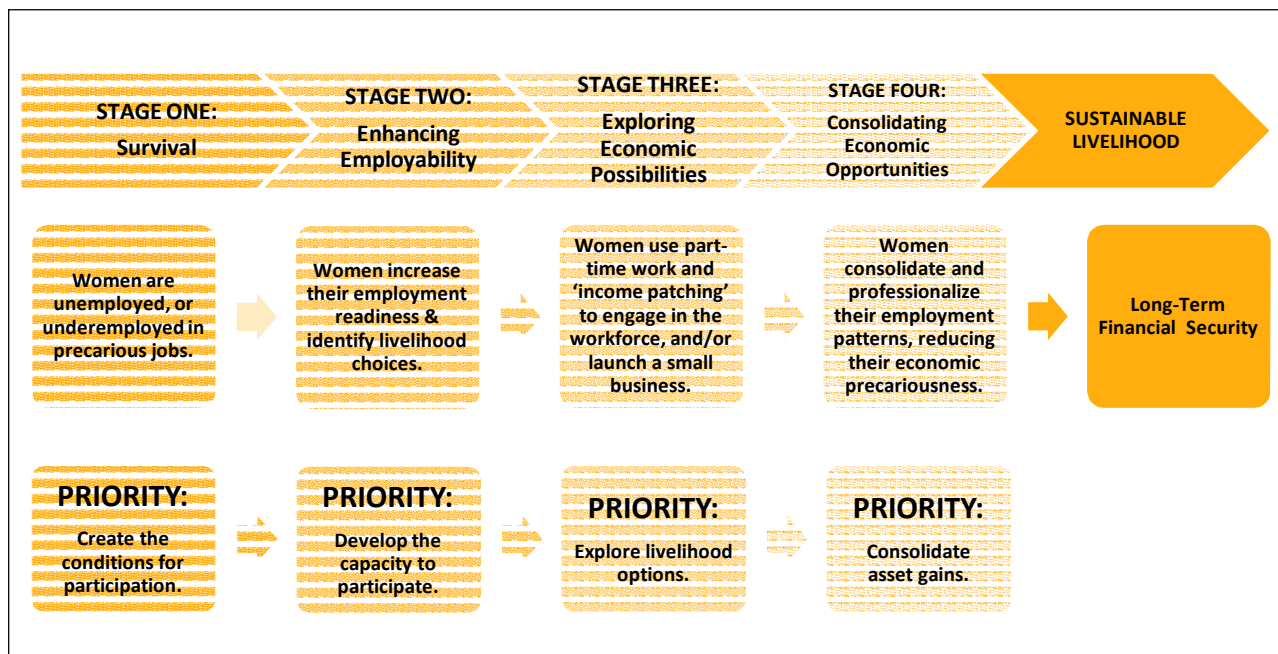 STAGE ONE:
Survival
STAGE TWO:
Enhancing
Employability
STAGE THREE:
Exploring
Economic
Possibilities
STAGE FOUR:
Consolidating
Economic
Opportunities
SUSTAINABLE
LIVELIHOOD
Women are
unemployed, or
underemployed in
precarious jobs.
Women increase
their employment
readiness &
identify livelihood
choices.
Women use part-
time work and
‘income patching’
to engage in the
workforce, and/or
launch a small
business.
Women
consolidate and
professionalize
their employment
patterns, reducing
their economic
precariousness.
Long-Term
Financial Security
PRIORITY:
Create the
conditions for
participation.
PRIORITY:
Develop the
capacity to
participate.
PRIORITY:
Explore livelihood
options.
PRIORITY:
Consolidate
asset gains.